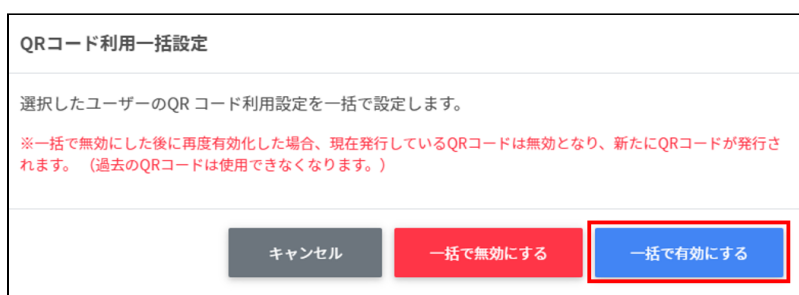 QRコード利用一括設定
選択したユーザーのQR コード利用設定を一括で設定します。
※一括で無効にした後に再度有効化した場合、現在発行しているQRコードは無効となり、新たにQRコードが発行さ
れます。（過去のQRコードは使用できなくなります。）
キャンセル
一括で無効にする
一括で有効にする